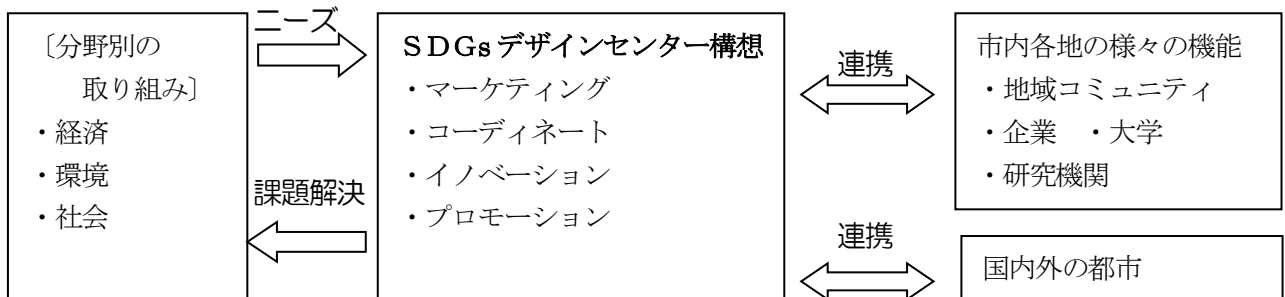 ニーズ
〔分野別の
取り組み〕
・経済
・環境
・社会
課題解決
ＳＤＧｓデザインセンター構想
・マーケティング
・コーディネート
・イノベーション
・プロモーション
連携
市内各地の様々の機能
・地域コミュニティ
・企業　・大学
・研究機関
連携
国内外の都市